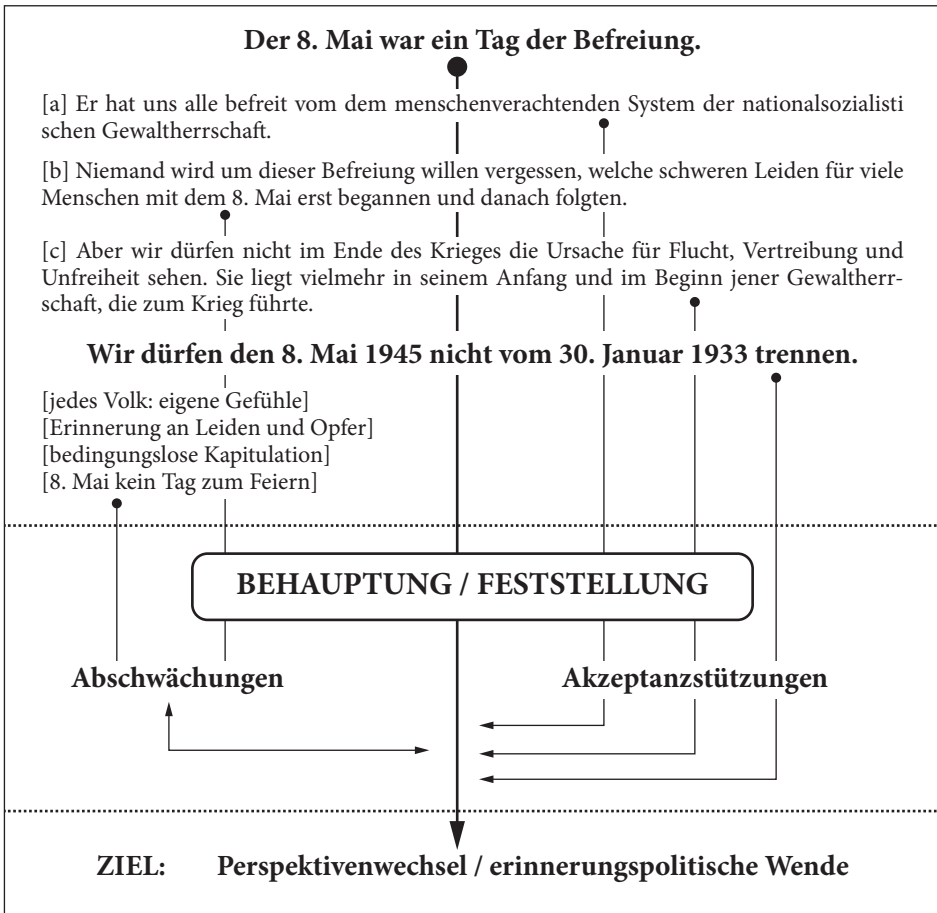 Der 8. Mai war ein Tag der Befreiung.
[a] Er hat uns alle befreit vom dem menschenverachtenden System der nationalsozialisti
schen Gewaltherrschaft.
[b] Niemand wird um dieser Befreiung willen vergessen, welche schweren Leiden für viele
Menschen mit dem 8. Mai erst begannen und danach folgten.
[c] Aber wir dürfen nicht im Ende des Krieges die Ursache für Flucht, Vertreibung und
Unfreiheit sehen. Sie liegt vielmehr in seinem Anfang und im Beginn jener Gewaltherr-
schaft, die zum Krieg führte.
Wir dürfen den 8. Mai 1945 nicht vom 30. Januar 1933 trennen.
[jedes Volk: eigene Gefühle]
[Erinnerung an Leiden und Opfer]
[bedingungslose Kapitulation]
[8. Mai kein Tag zum Feiern]
BEHAUPTUNG / FESTSTELLUNG
Abschwächungen
Akzeptanzstützungen
ZIEL: Perspektivenwechsel / erinnerungspolitische Wende